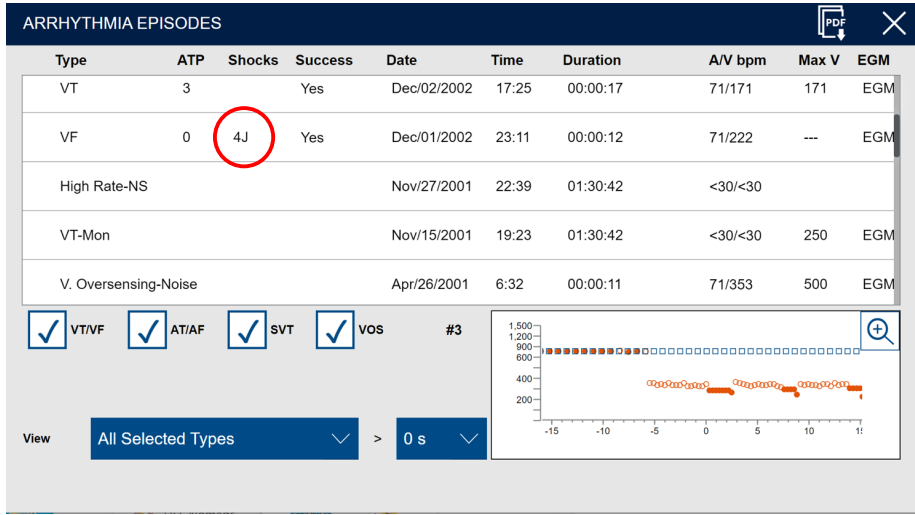 ARRHYTHMIA EPISODES PDF
Type ATP Shocks Success Date Time Duration A/V bpm Max V EGM
VT 3 Yes Dec/02/2002 17:25 00:00:17 71/171 171 EGM
VF 0 4J Yes Dec/01/2002 23:11 00:00:12 71/222 --- EGM
High Rate-NS Nov/27/2001 22:39 01:30:42 <30/<30
VT-Mon Nov/15/2001 19:23 01:30:42 <30/<30 250 EGM
V. Oversensing-Noise Apr/26/2001 6:32 00:00:11 71/353 500 EGM
VT/VF AT/AF SVT VOS #3
1,500
1,200
900
600
400
200
-15 -10 -5 0 5 10
View All Selected Types > 0 s